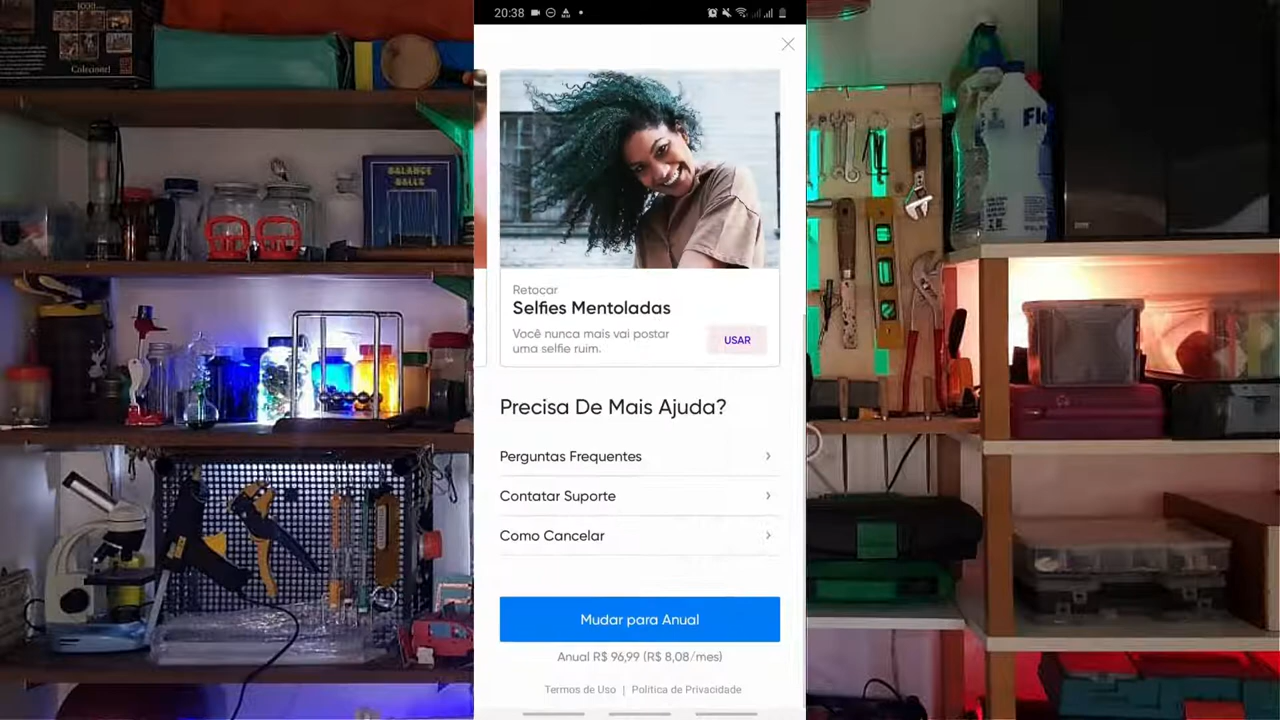 1000
Colecione!
BALANCE
BALLS
20:38
Retocar
Selfies Mentoladas
Você nunca mais vai postar
uma selfie ruim.
USAR
Precisa De Mais Ajuda?
Perguntas Frequentes
Contatar Suporte
Como Cancelar
Mudar para Anual
Anual R$ 96,99 (R$ 8,08/mes)
Termos de Uso | Política de Privacidade